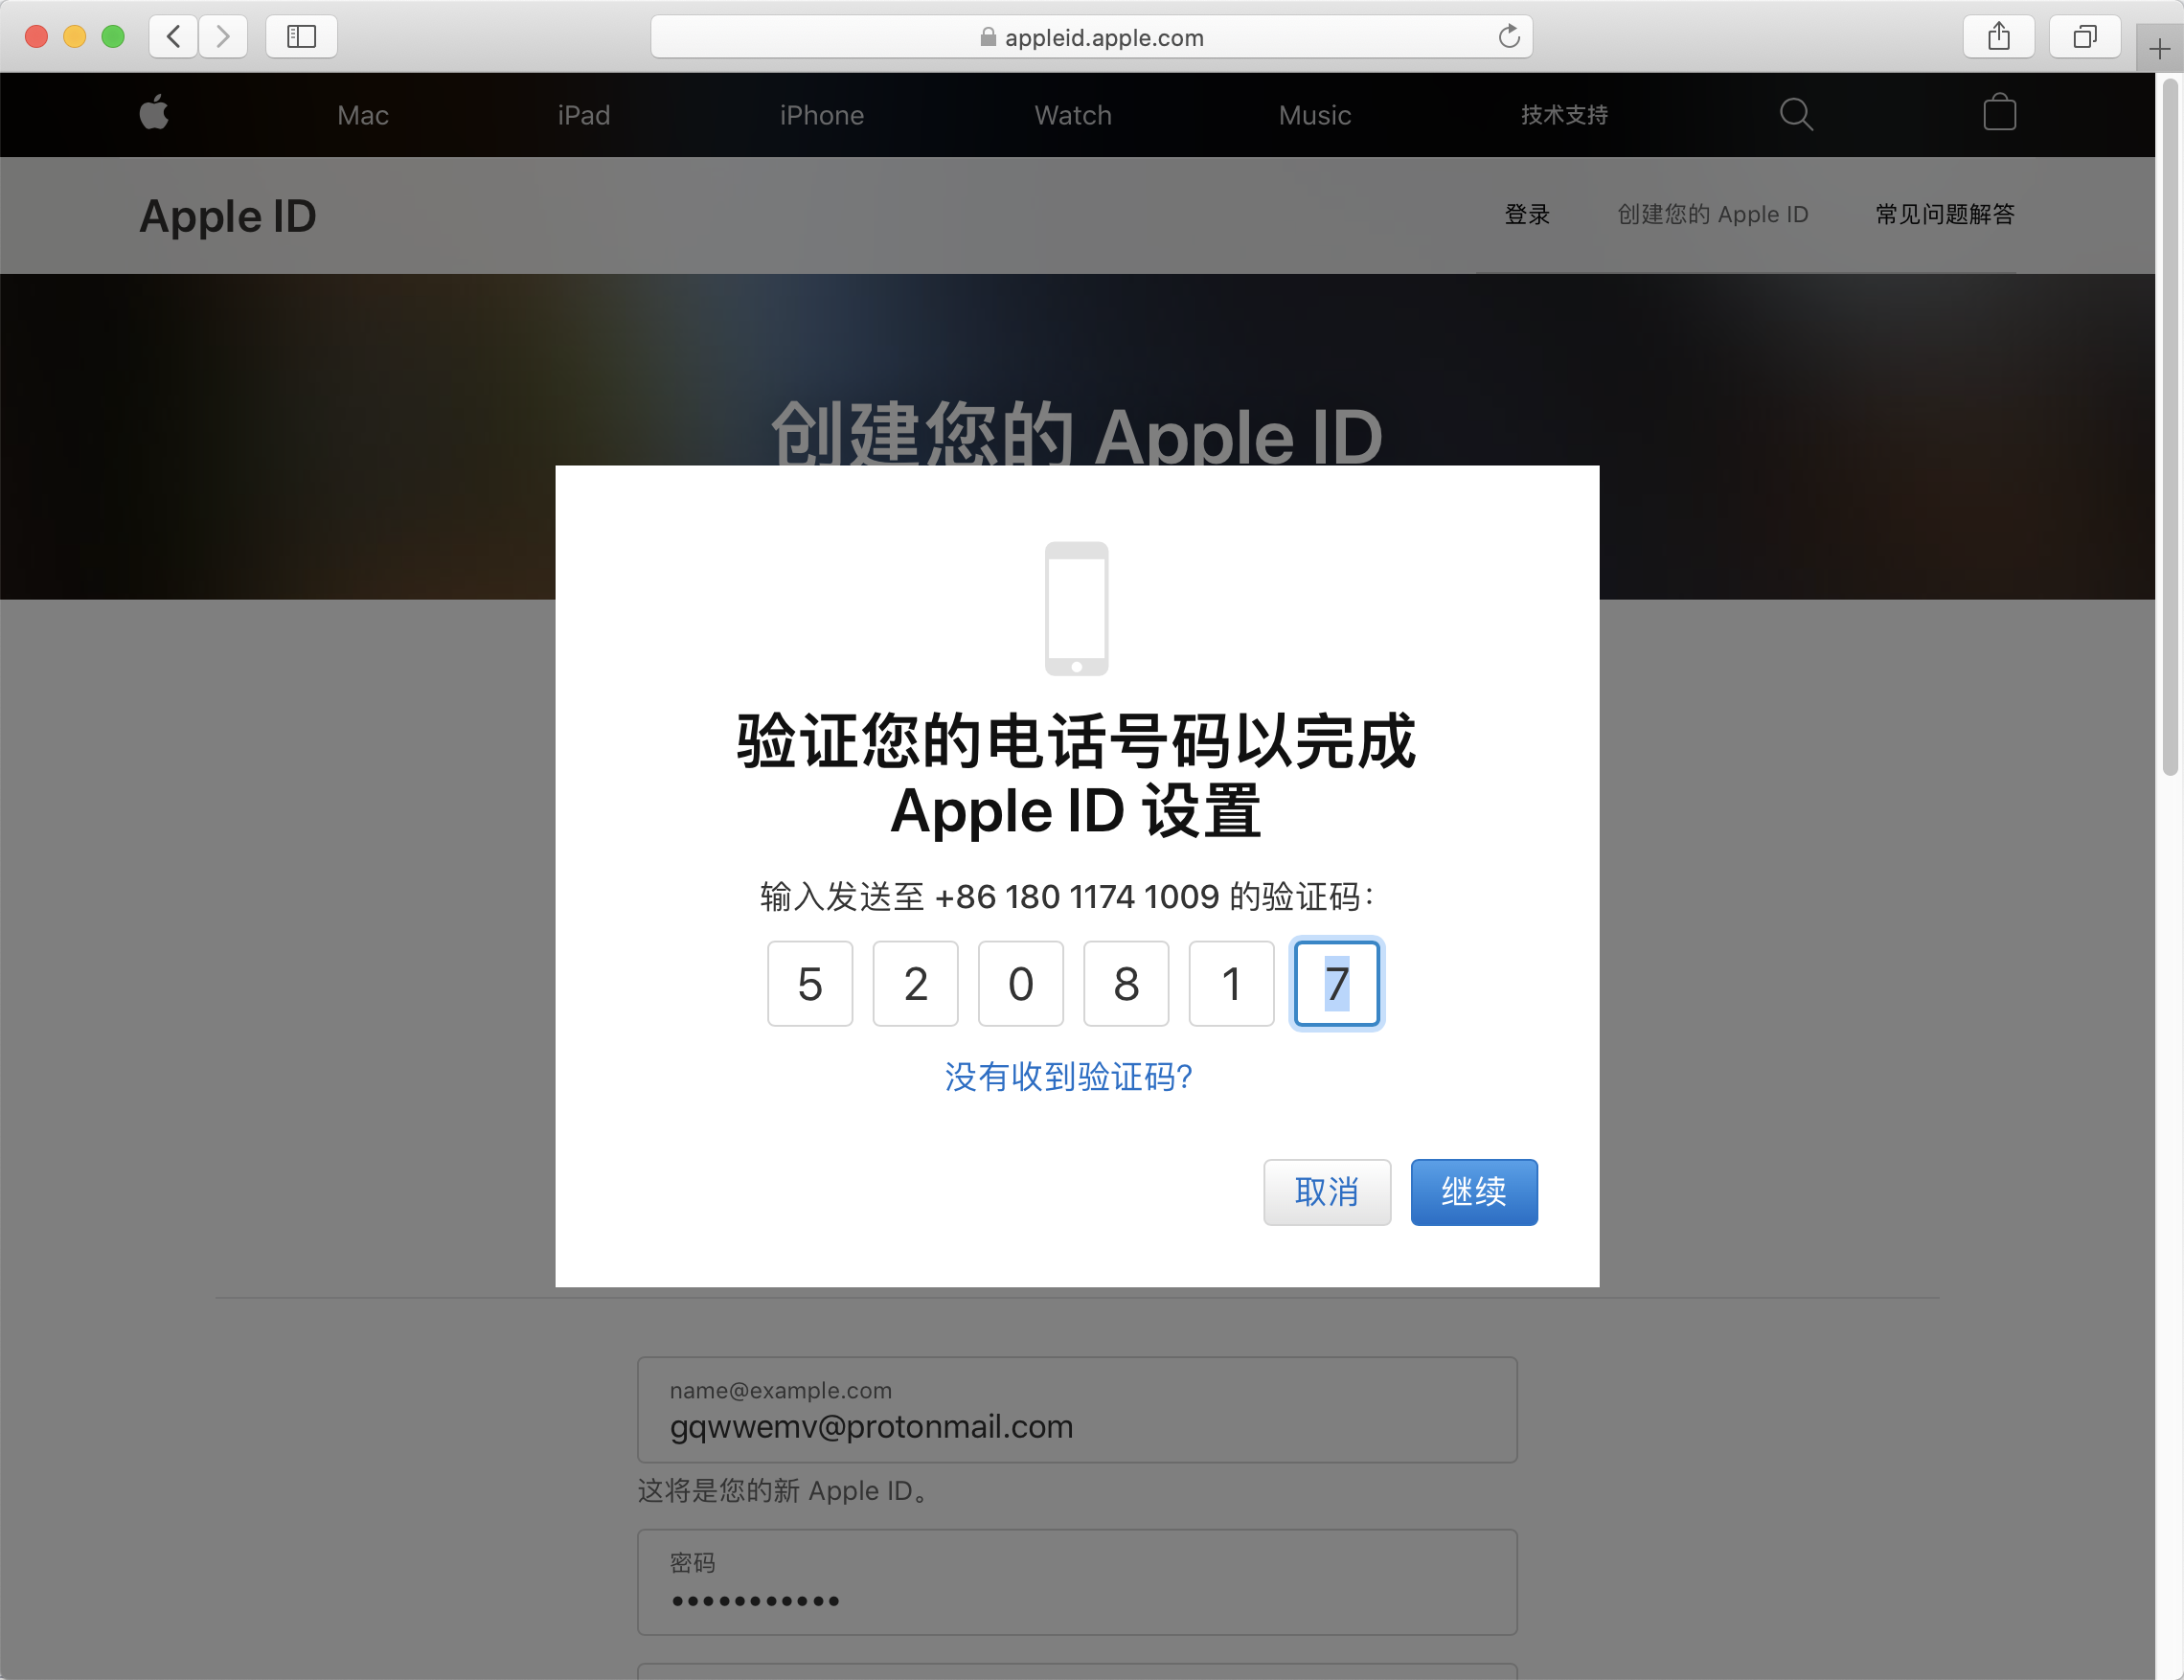 appleid.apple.com
Mac iPad iPhone Watch Music 技术支持
Apple ID 登录 创建您的 Apple ID 常见问题解答
创建您的 Apple ID
验证您的电话号码以完成
Apple ID 设置
输入发送至 +86 180 1174 1009 的验证码：
5 2 0 8 1 7
没有收到验证码?
取消 继续
name@example.com
gqwwemv@protonmail.com
这将是您的新 Apple ID。
密码
•••••••••••